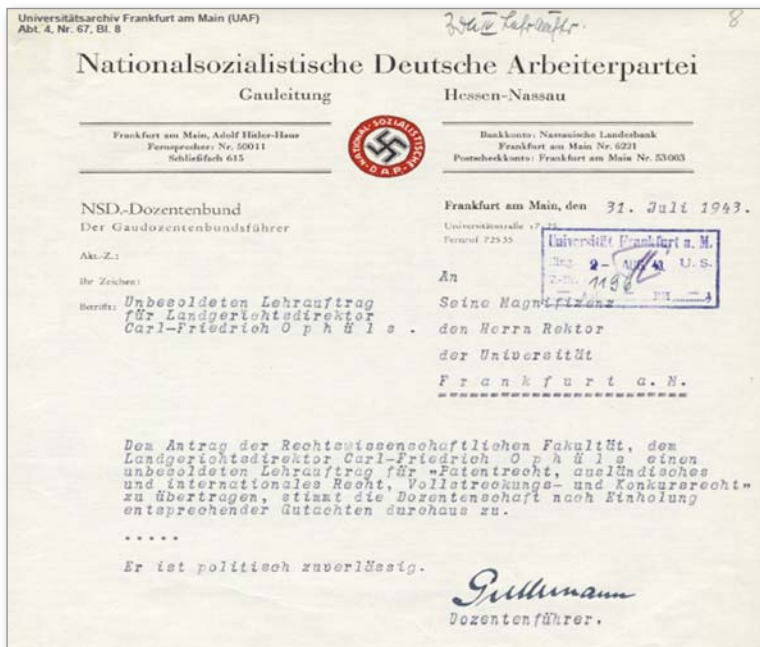 Universitätsarchiv Frankfurt am Main (UAF)
Abt. 4, Nr. 67, Bl. 8
8
Nationalsozialistische Deutsche Arbeiterpartei
Gauleitung Hessen-Nassau
Frankfurt am Main, Adolf Hitler-Haus
Fernsprecher: Nr. 50011
Schließfach 615
NATIONAL-SOZIALISTISCHE
D.A.P.
Bankkonto: Nassauische Landesbank
Frankfurt am Main Nr. 6221
Postscheckkonto: Frankfurt am Main Nr. 53003
NSD.-Dozentenbund
Der Gaudozentenbundsführer
Akt.-Z.:
Ihr Zeichen:
Betrifft: Unbesoldeten Lehrauftrag
für Landgerichtsdirektor
Carl-Friedrich O p h ü l s .
Frankfurt am Main, den 31. Juli 1943.
Universitätsstraße
Fernruf 72535
Universität Frankfurt a. M.
Eing. 2- AUG. U. S.
An
Seine Magnifizenz
den Herrn Rektor
der Universität
F r a n k f u r t a. M.
Dem Antrag der Rechtswissenschaftlichen Fakultät, dem
Landgerichtsdirektor Carl-Friedrich O p h ü l s einen
unbesoldeten Lehrauftrag für "Patentrecht, ausländisches
und internationales Recht, Vollstreckungs- und Konkursrecht"
zu übertragen, stimmt die Dozentenschaft nach Einholung
entsprechender Gutachten durchaus zu.
.....
Er ist politisch zuverlässig.
Dozentenführer.